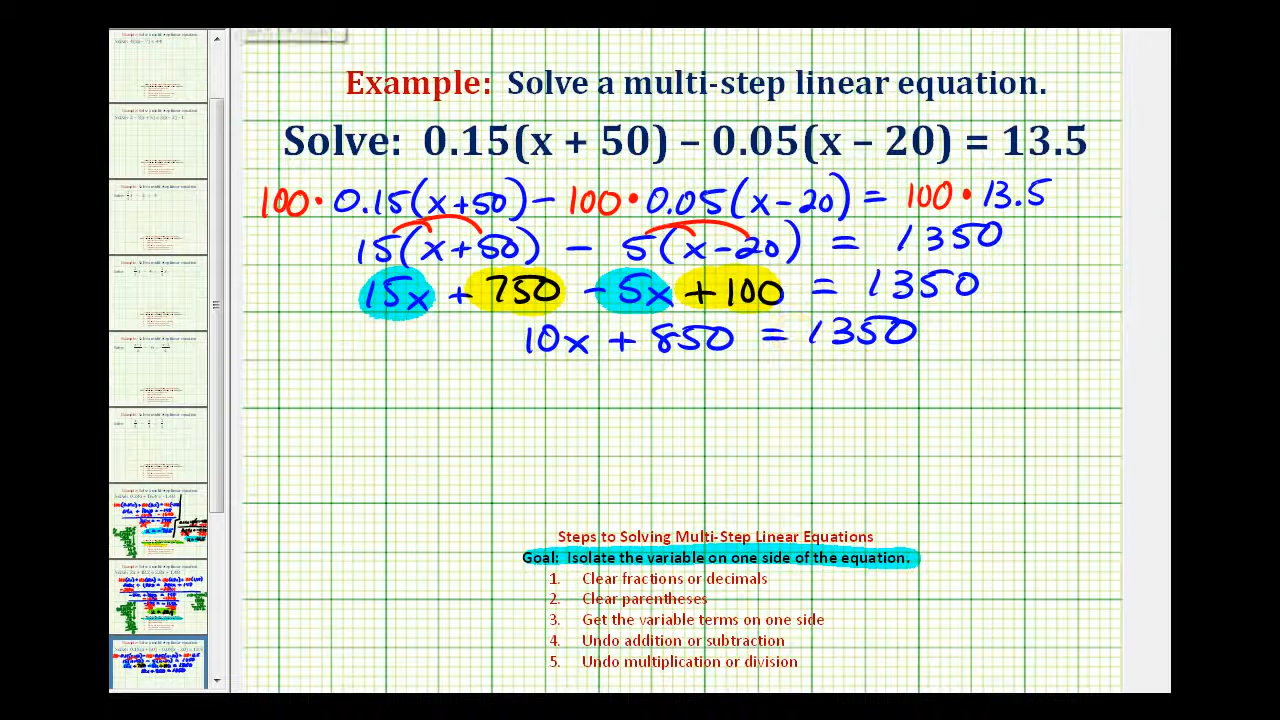 Example: Solve a multi-step linear equation.
Solve: 0.15(x + 50) – 0.05(x – 20) = 13.5
100 · 0.15(x+50) – 100 · 0.05(x–20) = 100 · 13.5
15(x+50) – 5(x–20) = 1350
15x + 750 – 5x + 100 = 1350
10x + 850 = 1350
Steps to Solving Multi-Step Linear Equations
Goal: Isolate the variable on one side of the equation.
1. Clear fractions or decimals
2. Clear parentheses
3. Get the variable terms on one side
4. Undo addition or subtraction
5. Undo multiplication or division